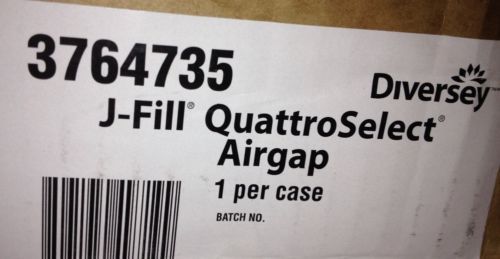 3764735
Diversey
J-Fill® QuattroSelect®
Airgap
1 per case
BATCH NO.